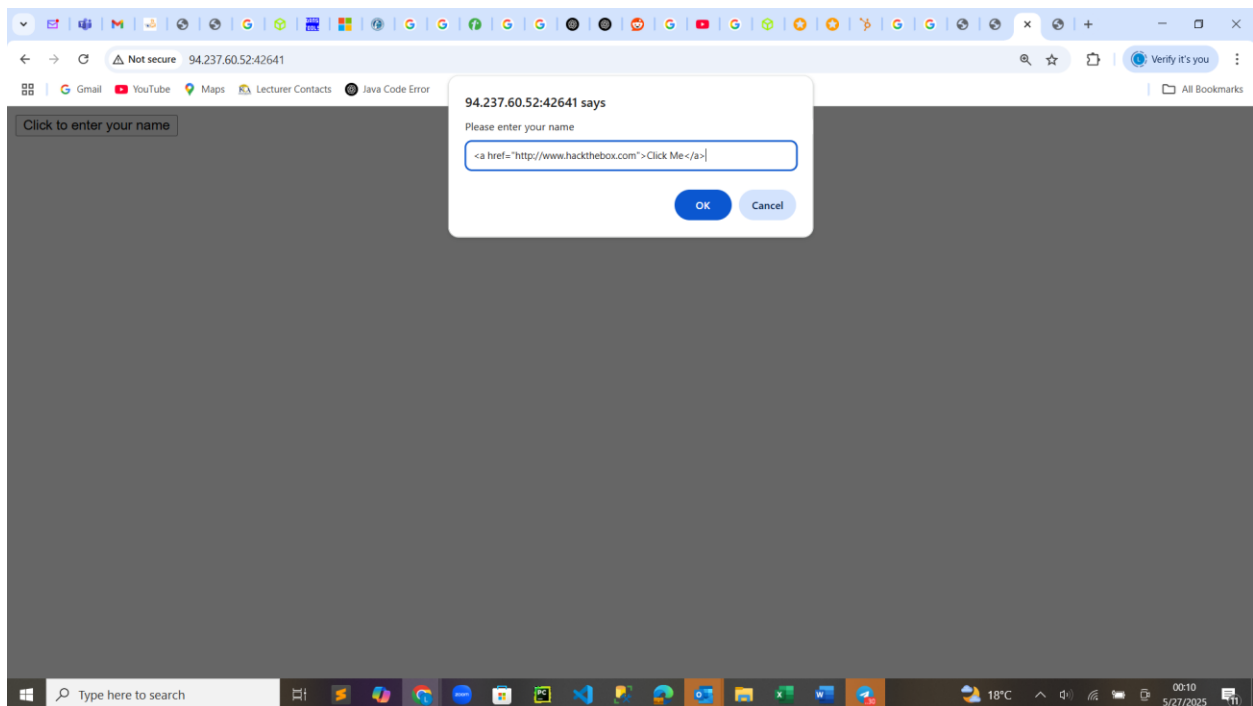 Not secure 94.237.60.52:42641
Verify it's you
Gmail YouTube Maps Lecturer Contacts Java Code Error
All Bookmarks
Click to enter your name
94.237.60.52:42641 says
Please enter your name
<a href="http://www.hackthebox.com">Click Me</a>
OK Cancel
Type here to search
18°C
00:10
5/27/2025